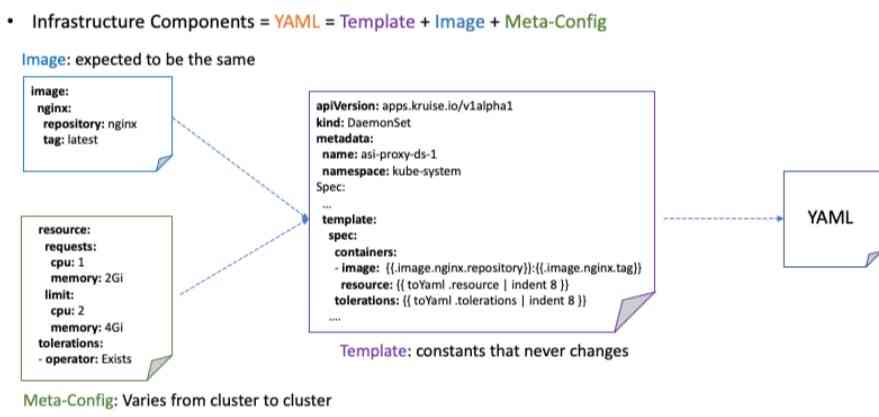 • Infrastructure Components = YAML = Template + Image + Meta-Config
Image: expected to be the same
image:
nginx:
repository: nginx
tag: latest
resource:
requests:
cpu: 1
memory: 2Gi
limit:
cpu: 2
memory: 4Gi
tolerations:
- operator: Exists
Meta-Config: Varies from cluster to cluster
apiVersion: apps.kruise.io/v1alpha1
kind: DaemonSet
metadata:
name: asi-proxy-ds-1
namespace: kube-system
Spec:
...
template:
spec:
containers:
- image: {{.image.nginx.repository}}:{{.image.nginx.tag}}
resource: {{ toYaml .resource | indent 8 }}
tolerations: {{ toYaml .tolerations | indent 8 }}
....
Template: constants that never changes
YAML